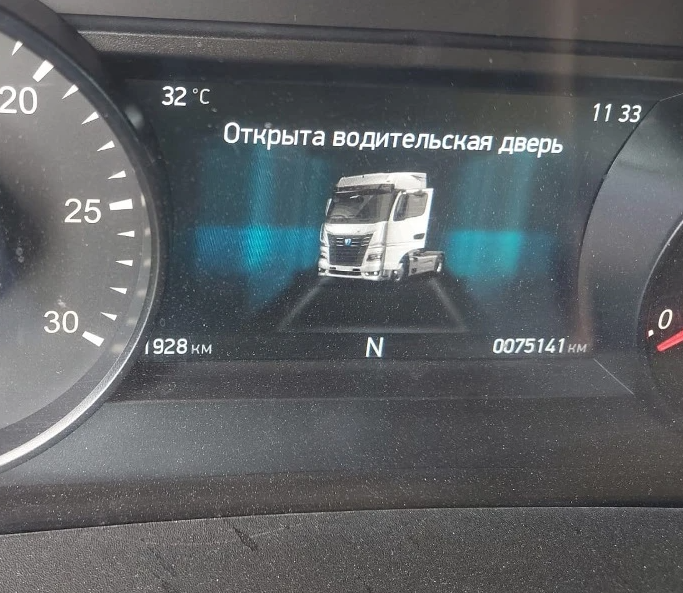 20
25
30
32 °C
11 33
Открыта водительская дверь
1928 км
N
0075141 км
.0